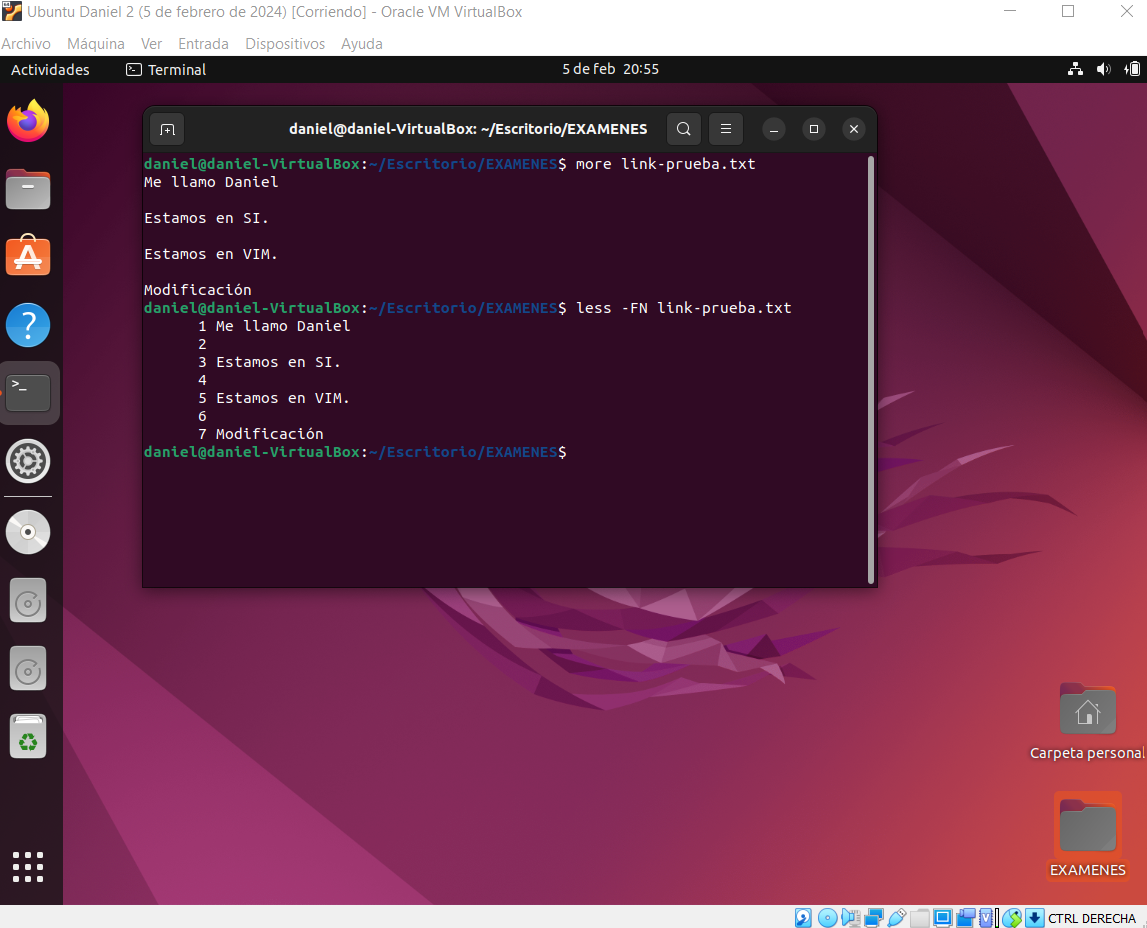 Ubuntu Daniel 2 (5 de febrero de 2024) [Corriendo] - Oracle VM VirtualBox
Archivo Máquina Ver Entrada Dispositivos Ayuda
Actividades Terminal 5 de feb 20:55
daniel@daniel-VirtualBox: ~/Escritorio/EXAMENES
daniel@daniel-VirtualBox:~/Escritorio/EXAMENES$ more link-prueba.txt
Me llamo Daniel
Estamos en SI.
Estamos en VIM.
Modificación
daniel@daniel-VirtualBox:~/Escritorio/EXAMENES$ less -FN link-prueba.txt
1 Me llamo Daniel
2
3 Estamos en SI.
4
5 Estamos en VIM.
6
7 Modificación
daniel@daniel-VirtualBox:~/Escritorio/EXAMENES$
Carpeta personal
EXAMENES
CTRL DERECHA